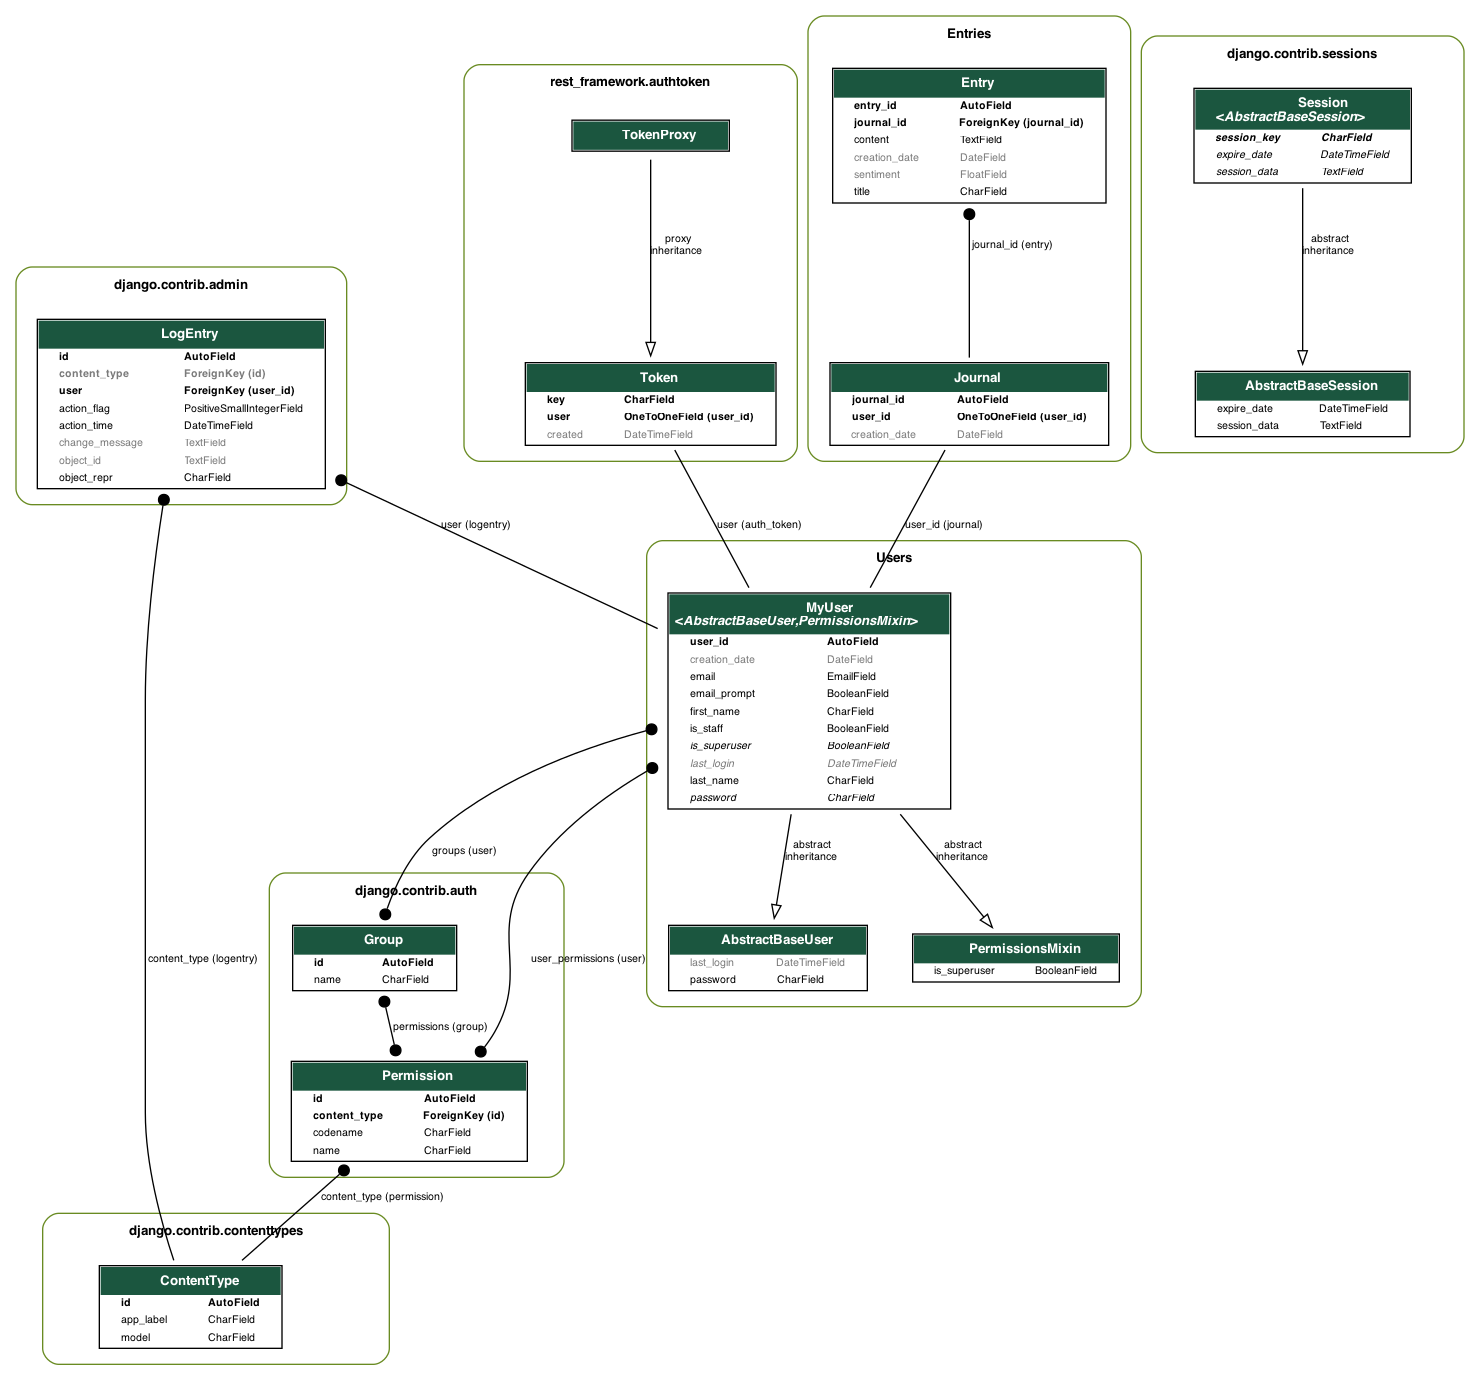 Entries
Entry
entry_id AutoField
journal_id ForeignKey (journal_id)
content TextField
creation_date DateField
sentiment FloatField
title CharField
journal_id (entry)
Journal
journal_id AutoField
user_id OneToOneField (user_id)
creation_date DateField
django.contrib.sessions
Session
<AbstractBaseSession>
session_key CharField
expire_date DateTimeField
session_data TextField
abstract
inheritance
AbstractBaseSession
expire_date DateTimeField
session_data TextField
rest_framework.authtoken
TokenProxy
proxy
inheritance
Token
key CharField
user OneToOneField (user_id)
created DateTimeField
django.contrib.admin
LogEntry
id AutoField
content_type ForeignKey (id)
user ForeignKey (user_id)
action_flag PositiveSmallIntegerField
action_time DateTimeField
change_message TextField
object_id TextField
object_repr CharField
user (logentry)
user (auth_token)
user_id (journal)
Users
MyUser
<AbstractBaseUser,PermissionsMixin>
user_id AutoField
creation_date DateField
email EmailField
email_prompt BooleanField
first_name CharField
is_staff BooleanField
is_superuser BooleanField
last_login DateTimeField
last_name CharField
password CharField
abstract
inheritance
abstract
inheritance
AbstractBaseUser
last_login DateTimeField
password CharField
PermissionsMixin
is_superuser BooleanField
groups (user)
django.contrib.auth
Group
id AutoField
name CharField
content_type (logentry)
user_permissions (user)
permissions (group)
Permission
id AutoField
content_type ForeignKey (id)
codename CharField
name CharField
content_type (permission)
django.contrib.contenttypes
ContentType
id AutoField
app_label CharField
model CharField